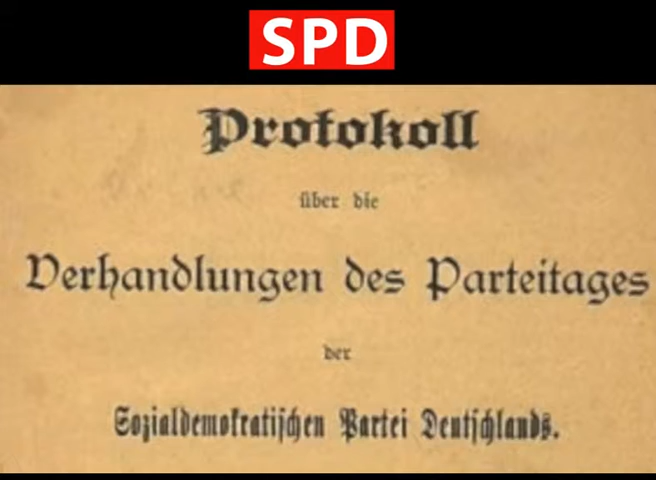 SPD
Protokoll
über die
Verhandlungen des Parteitages
der
Sozialdemokratischen Partei Deutschlands.